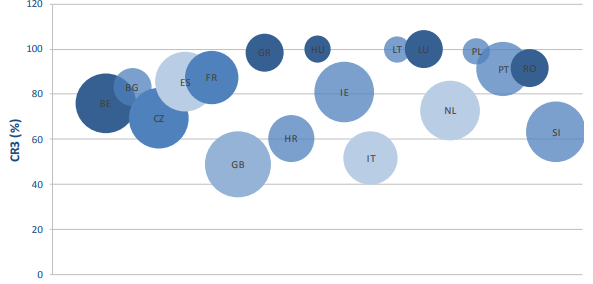 120
100
80
60
40
20
0
CR3 (%)
BE
BG
CZ
ES
FR
GB
GR
HR
HU
IE
IT
LT
LU
NL
PL
PT
RO
SI